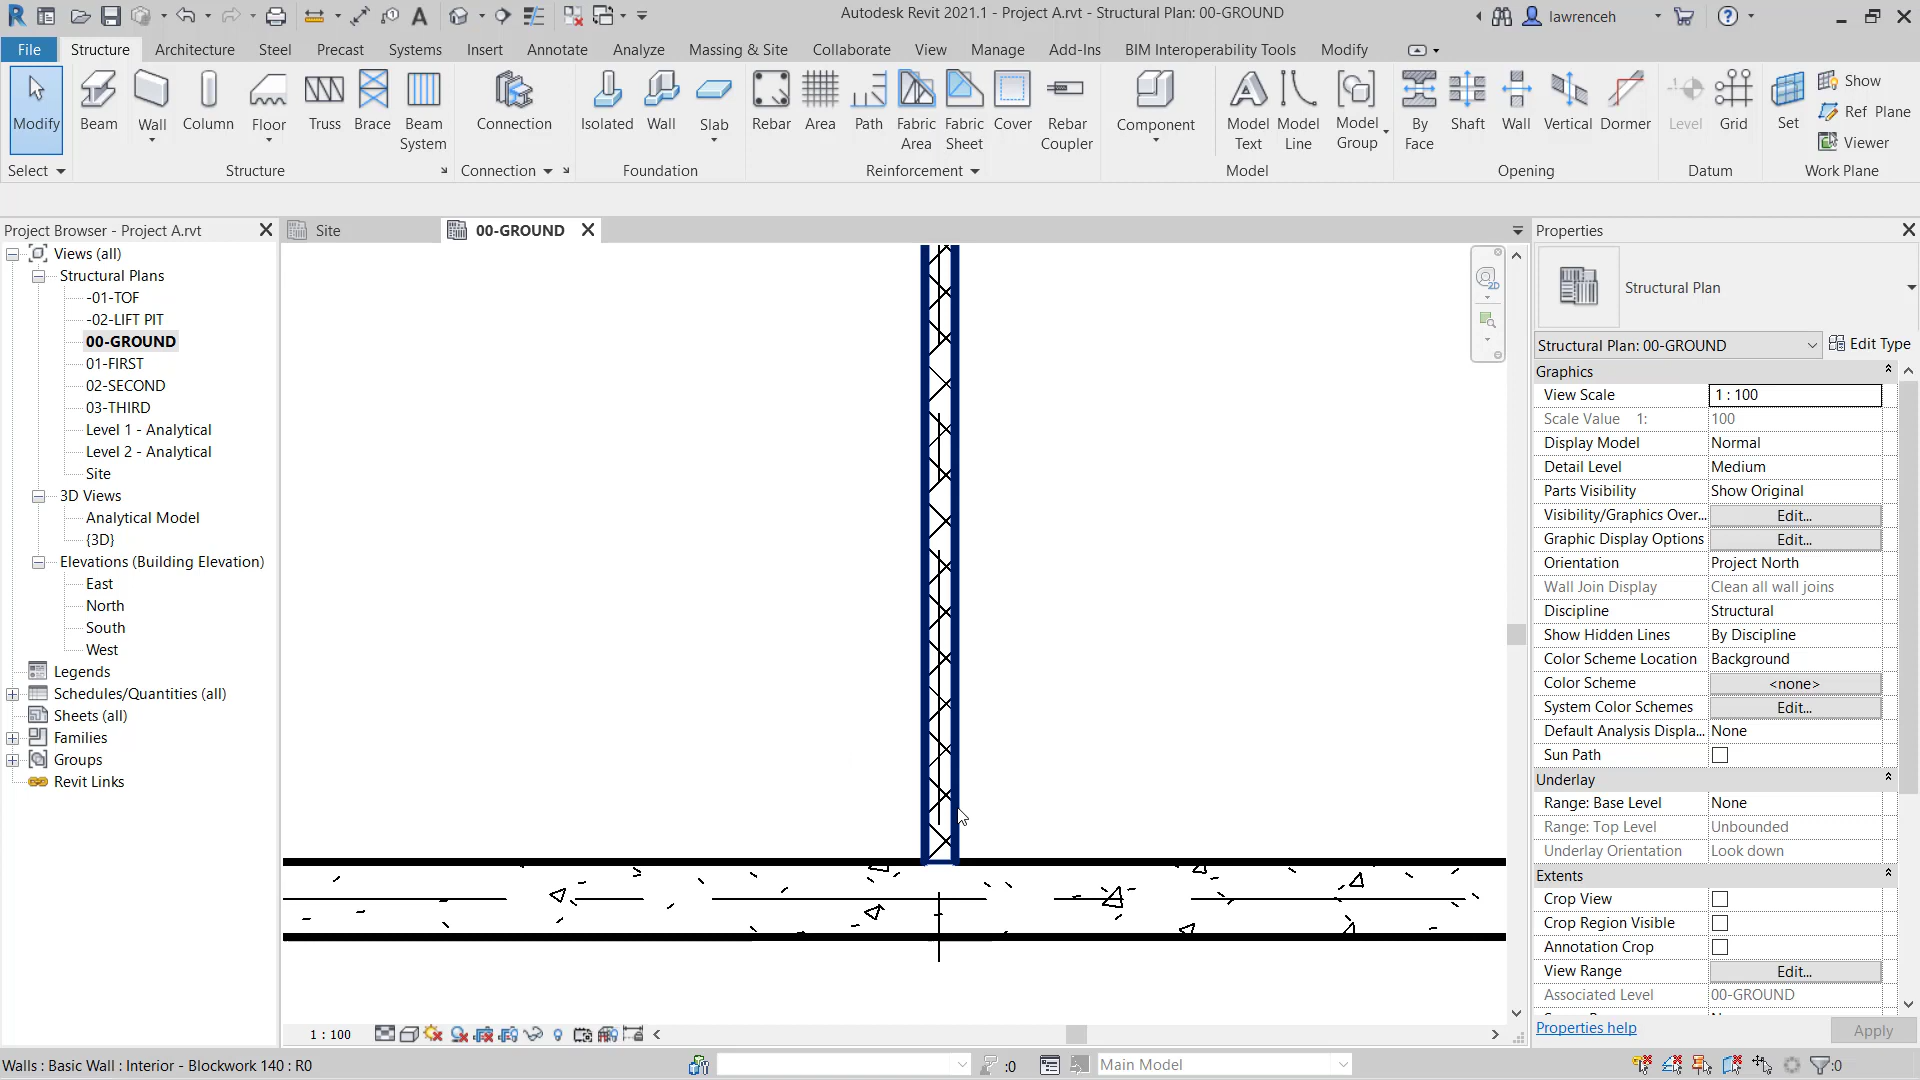 Autodesk Revit 2021.1 - Project A.rvt - Structural Plan: 00-GROUND
lawrenceh
File Structure Architecture Steel Precast Systems Insert Annotate Analyze Massing & Site Collaborate View Manage Add-Ins BIM Interoperability Tools Modify
Modify Beam Wall Column Floor Truss Brace Beam System Connection Isolated Wall Slab Rebar Area Path Fabric Area Fabric Sheet Cover Rebar Coupler Component Model Text Model Line Model Group By Face Shaft Wall Vertical Dormer Level Grid Set Show
Ref Plane
Viewer
Select Structure Connection Foundation Reinforcement Model Opening Datum Work Plane
Project Browser - Project A.rvt
Views (all)
Structural Plans
-01-TOF
-02-LIFT PIT
00-GROUND
01-FIRST
02-SECOND
03-THIRD
Level 1 - Analytical
Level 2 - Analytical
Site
3D Views
Analytical Model
{3D}
Elevations (Building Elevation)
East
North
South
West
Legends
Schedules/Quantities (all)
Sheets (all)
Families
Groups
Revit Links
Site 00-GROUND
2D
1 : 100
Properties
Structural Plan
Structural Plan: 00-GROUND Edit Type
Graphics
View Scale 1 : 100
Scale Value 1: 100
Display Model Normal
Detail Level Medium
Parts Visibility Show Original
Visibility/Graphics Over... Edit...
Graphic Display Options Edit...
Orientation Project North
Wall Join Display Clean all wall joins
Discipline Structural
Show Hidden Lines By Discipline
Color Scheme Location Background
Color Scheme <none>
System Color Schemes Edit...
Default Analysis Displa... None
Sun Path
Underlay
Range: Base Level None
Range: Top Level Unbounded
Underlay Orientation Look down
Extents
Crop View
Crop Region Visible
Annotation Crop
View Range Edit...
Associated Level 00-GROUND
Properties help Apply
Walls : Basic Wall : Interior - Blockwork 140 : R0 :0 Main Model :0